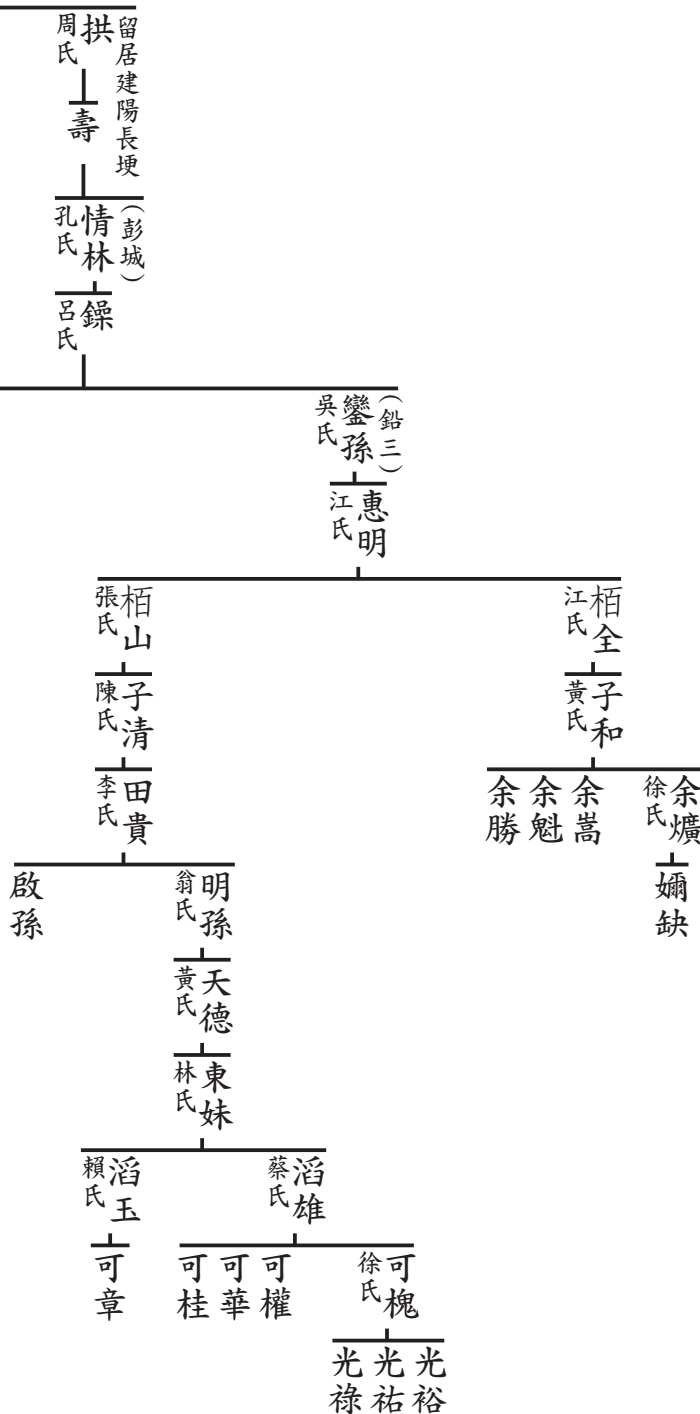 留居建陽長埂
拱
周氏
壽
(彭城)
情林
孔氏
鐰
呂氏
(鉛三)
鑾孫
吳氏
惠明
江氏
栢全
江氏
栢山
張氏
子和
黃氏
子清
陳氏
余爌
徐氏
余嵩
余魁
余勝
田貴
李氏
嫡缺
明孫
翁氏
啟孫
天德
黃氏
東妹
林氏
滔雄
蔡氏
滔玉
賴氏
可槐
徐氏
可權
可華
可桂
可章
光裕
光祐
光祿